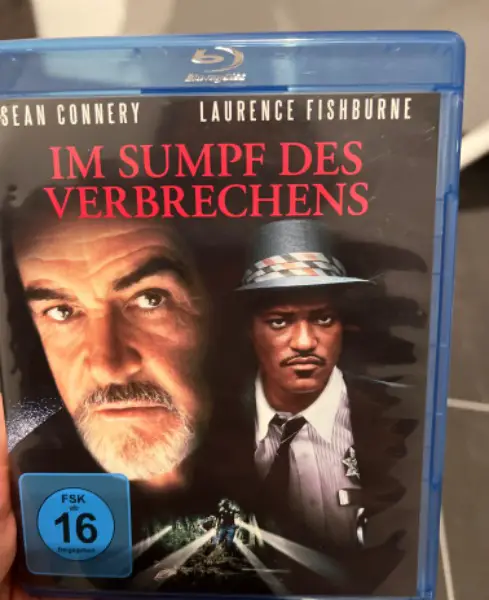 Blu-ray Disc
SEAN CONNERY LAURENCE FISHBURNE
IM SUMPF DES
VERBRECHENS
FSK
ab
16
freigegeben